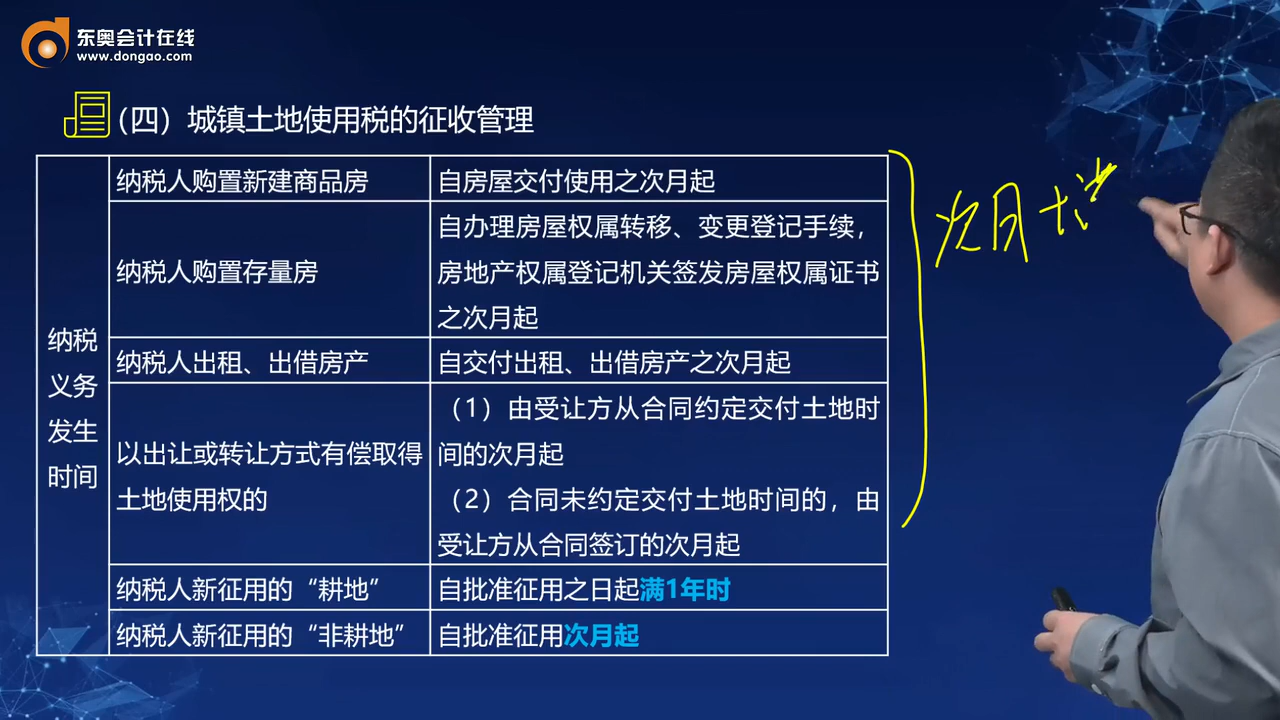 东奥会计在线
www.dongao.com
（四）城镇土地使用税的征收管理
纳税
义务
发生
时间
纳税人购置新建商品房
自房屋交付使用之次月起
纳税人购置存量房
自办理房屋权属转移、变更登记手续，
房地产权属登记机关签发房屋权属证书
之次月起
纳税人出租、出借房产
自交付出租、出借房产之次月起
以出让或转让方式有偿取得
土地使用权的
（1）由受让方从合同约定交付土地时
间的次月起
（2）合同未约定交付土地时间的，由
受让方从合同签订的次月起
纳税人新征用的“耕地”
自批准征用之日起满1年时
纳税人新征用的“非耕地”
自批准征用次月起
次月